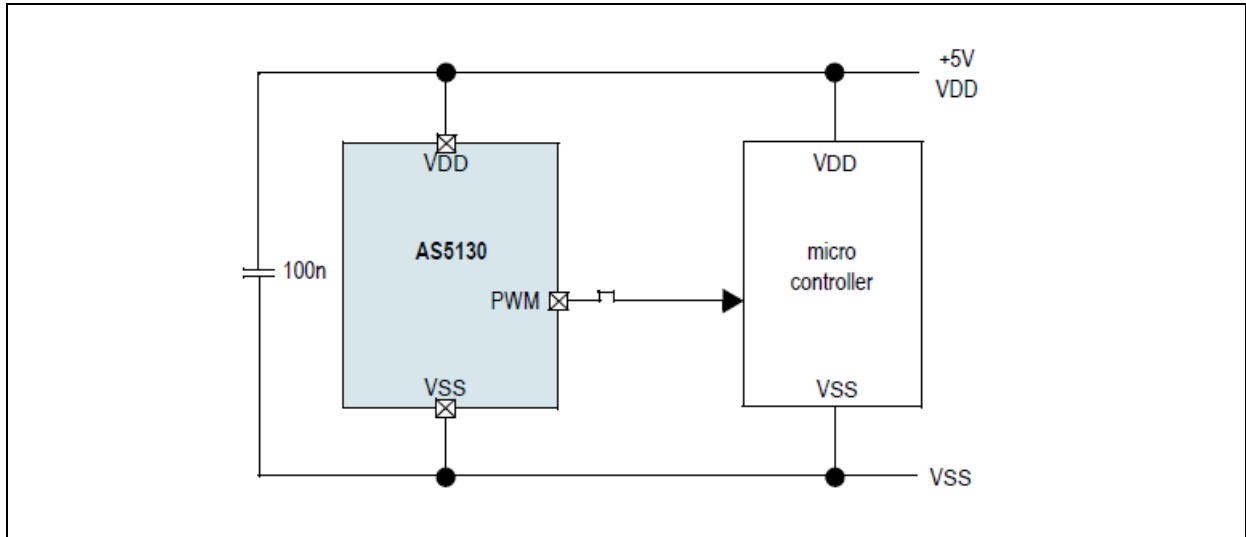 +5V
VDD
VDD
VDD
AS5130
micro
controller
100n
PWM
VSS
VSS
VSS